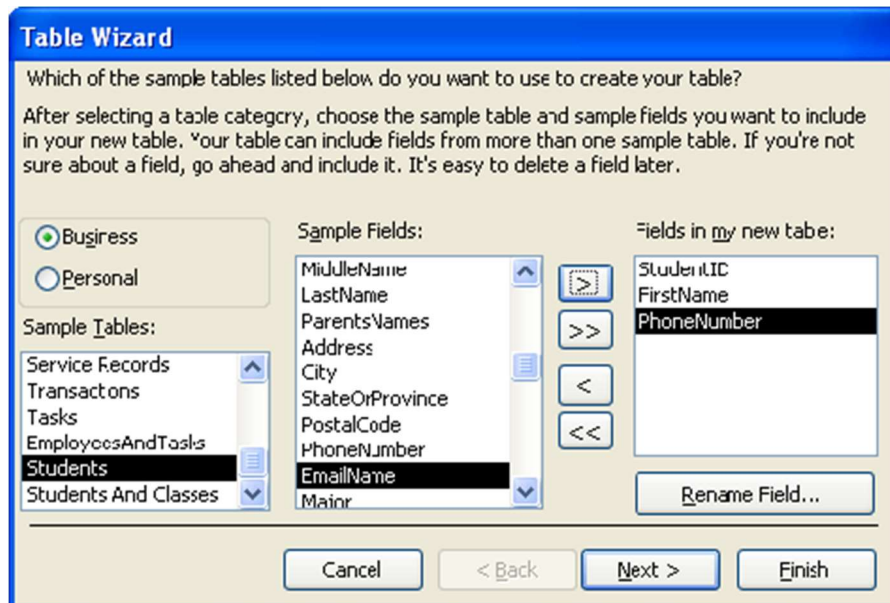 Table Wizard
Which of the sample tables listed below do you want to use to create your table?
After selecting a table category, choose the sample table and sample fields you want to include
in your new table. Your table can include fields from more than one sample table. If you're not
sure about a field, go ahead and include it. It's easy to delete a field later.
Business
Personal
Sample Tables:
Service Records
Transactions
Tasks
EmployeesAndTasks
Students
Students And Classes
Sample Fields:
MiddleName
LastName
ParentsNames
Address
City
StateOrProvince
PostalCode
PhoneNumber
EmailName
Major
>
>>
<
<<
Fields in my new table:
StudentID
FirstName
PhoneNumber
Rename Field...
Cancel
< Back
Next >
Finish